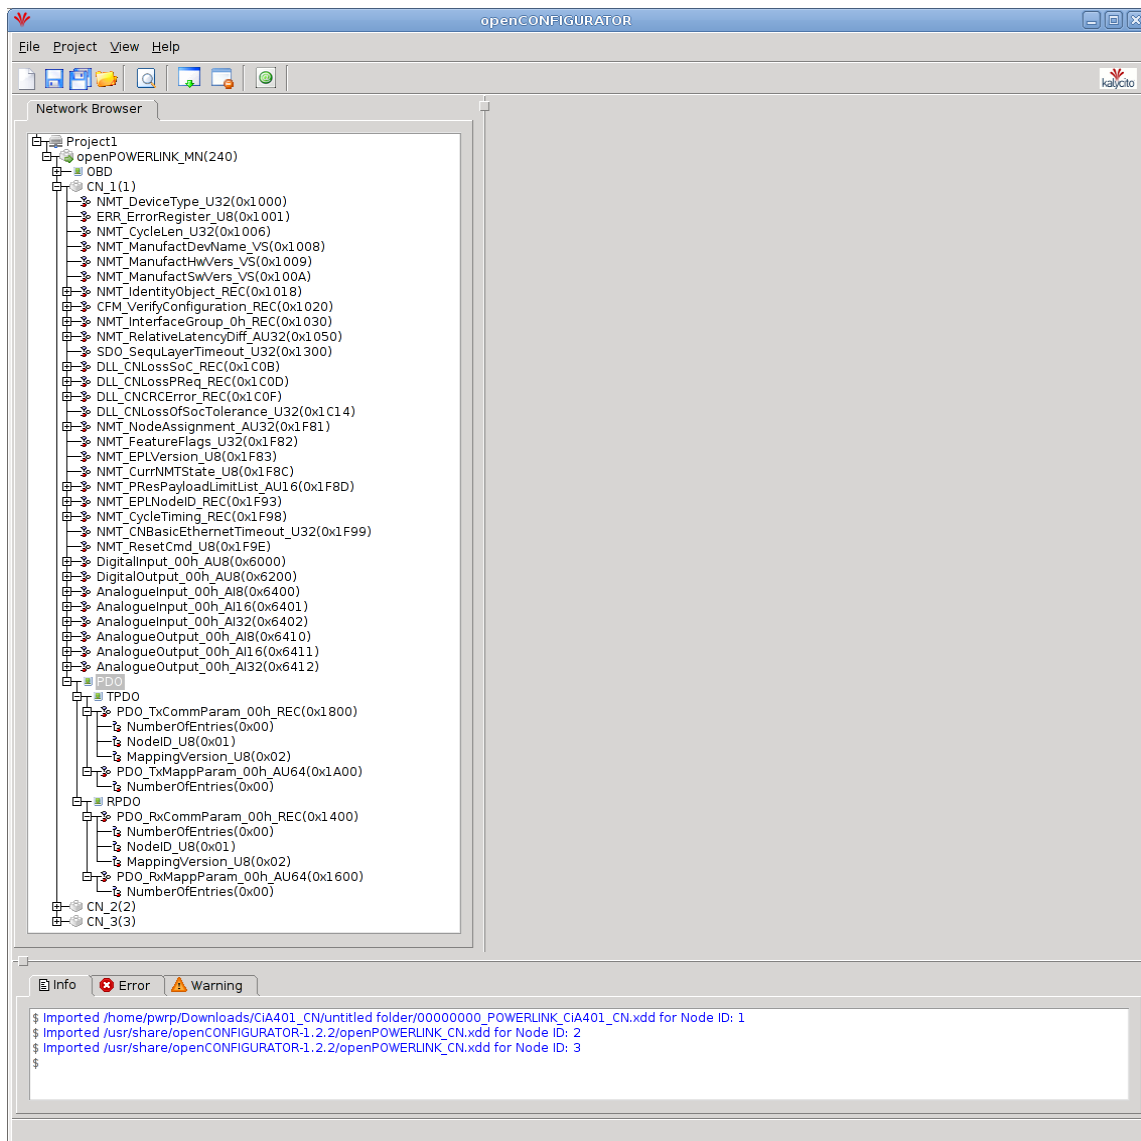 openCONFIGURATOR
File Project View Help
kalycito
Network Browser
Project1
openPOWERLINK_MN(240)
OBD
CN_1(1)
NMT_DeviceType_U32(0x1000)
ERR_ErrorRegister_U8(0x1001)
NMT_CycleLen_U32(0x1006)
NMT_ManufactDevName_VS(0x1008)
NMT_ManufactHwVers_VS(0x1009)
NMT_ManufactSwVers_VS(0x100A)
NMT_IdentityObject_REC(0x1018)
CFM_VerifyConfiguration_REC(0x1020)
NMT_InterfaceGroup_0h_REC(0x1030)
NMT_RelativeLatencyDiff_AU32(0x1050)
SDO_SequLayerTimeout_U32(0x1300)
DLL_CNLossSoC_REC(0x1C0B)
DLL_CNLossPReq_REC(0x1C0D)
DLL_CNCRCError_REC(0x1C0F)
DLL_CNLossOfSocTolerance_U32(0x1C14)
NMT_NodeAssignment_AU32(0x1F81)
NMT_FeatureFlags_U32(0x1F82)
NMT_EPLVersion_U8(0x1F83)
NMT_CurrNMTState_U8(0x1F8C)
NMT_PResPayloadLimitList_AU16(0x1F8D)
NMT_EPLNodeID_REC(0x1F93)
NMT_CycleTiming_REC(0x1F98)
NMT_CNBasicEthernetTimeout_U32(0x1F99)
NMT_ResetCmd_U8(0x1F9E)
DigitalInput_00h_AU8(0x6000)
DigitalOutput_00h_AU8(0x6200)
AnalogueInput_00h_AI8(0x6400)
AnalogueInput_00h_AI16(0x6401)
AnalogueInput_00h_AI32(0x6402)
AnalogueOutput_00h_AI8(0x6410)
AnalogueOutput_00h_AI16(0x6411)
AnalogueOutput_00h_AI32(0x6412)
PDO
TPDO
PDO_TxCommParam_00h_REC(0x1800)
NumberOfEntries(0x00)
NodeID_U8(0x01)
MappingVersion_U8(0x02)
PDO_TxMappParam_00h_AU64(0x1A00)
NumberOfEntries(0x00)
RPDO
PDO_RxCommParam_00h_REC(0x1400)
NumberOfEntries(0x00)
NodeID_U8(0x01)
MappingVersion_U8(0x02)
PDO_RxMappParam_00h_AU64(0x1600)
NumberOfEntries(0x00)
CN_2(2)
CN_3(3)
Info Error Warning
$ Imported /home/pwrp/Downloads/CiA401_CN/untitled folder/00000000_POWERLINK_CiA401_CN.xdd for Node ID: 1
$ Imported /usr/share/openCONFIGURATOR-1.2.2/openPOWERLINK_CN.xdd for Node ID: 2
$ Imported /usr/share/openCONFIGURATOR-1.2.2/openPOWERLINK_CN.xdd for Node ID: 3
$